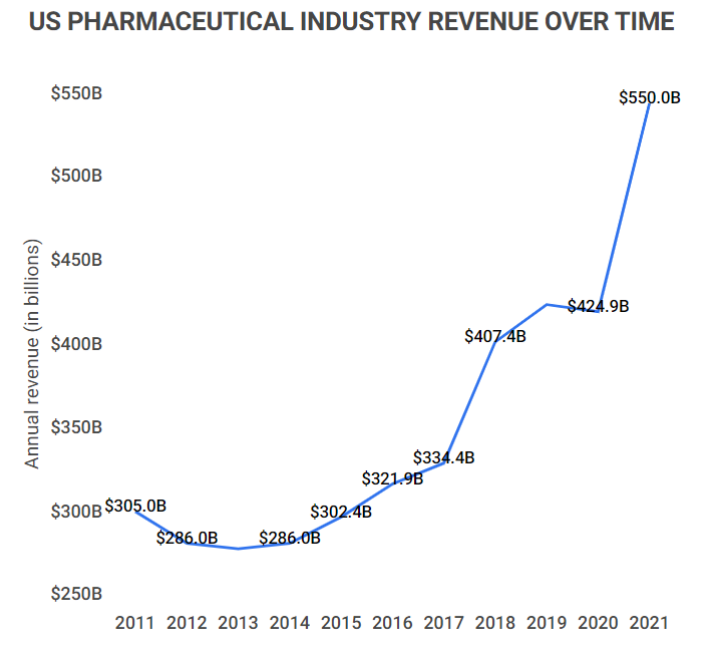 US PHARMACEUTICAL INDUSTRY REVENUE OVER TIME
Annual revenue (in billions)
$550B
$500B
$450B
$400B
$350B
$300B
$250B
$305.0B
$286.0B
$286.0B
$302.4B
$321.9B
$334.4B
$407.4B
$424.9B
$550.0B
2011 2012 2013 2014 2015 2016 2017 2018 2019 2020 2021